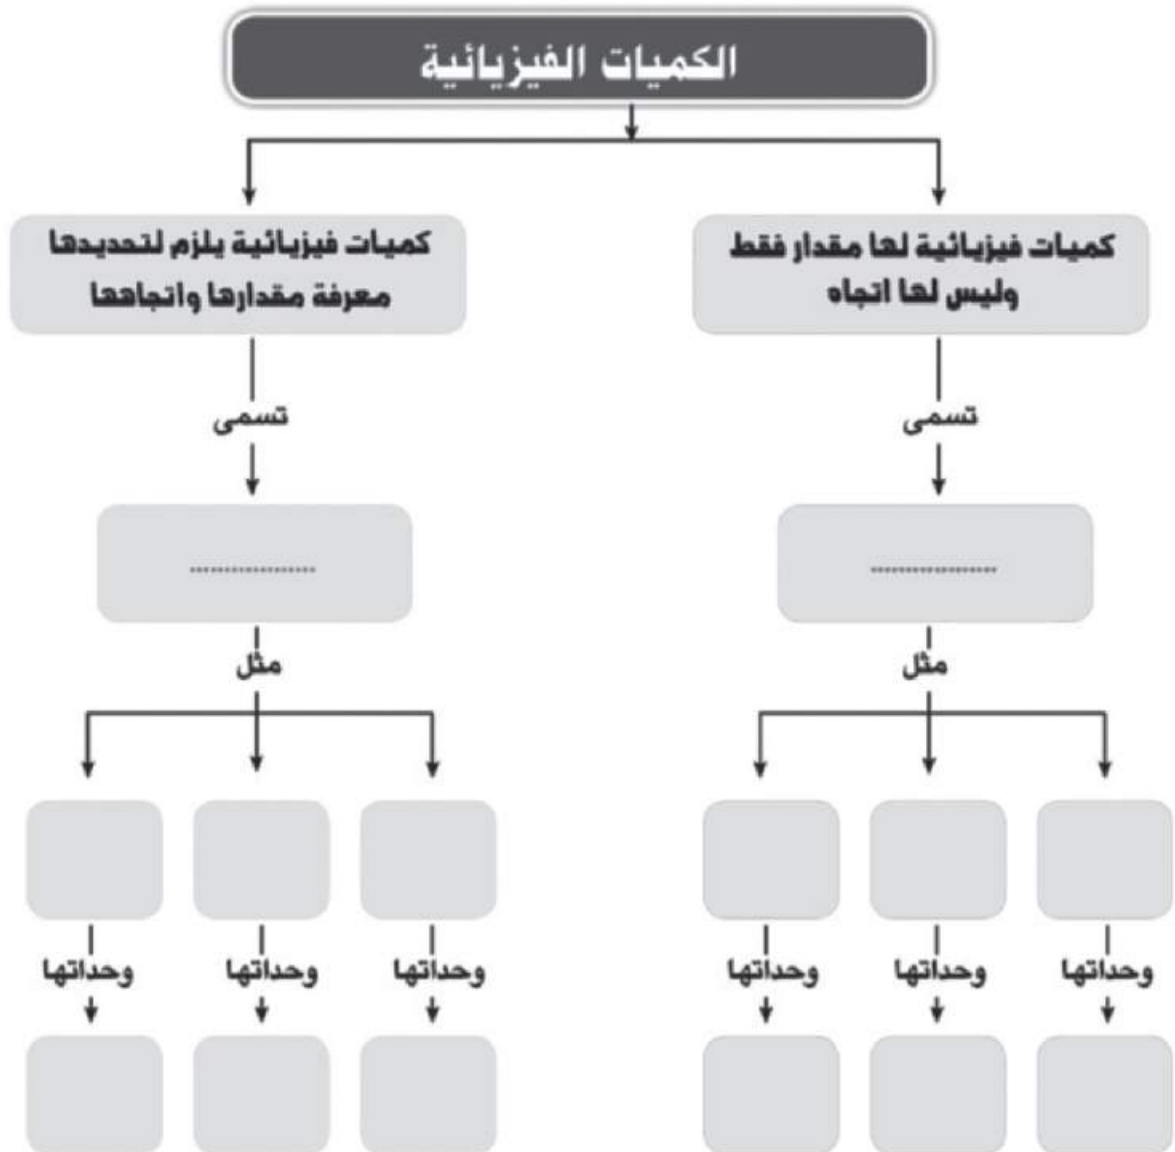 الكميات الفيزيائية
كميات فيزيائية لها مقدار فقط
وليس لها اتجاه
كميات فيزيائية يلزم لتحديدها
معرفة مقدارها واتجاهها
تسمى
تسمى
..................
..................
مثل
مثل
وحداتها
وحداتها
وحداتها
وحداتها
وحداتها
وحداتها